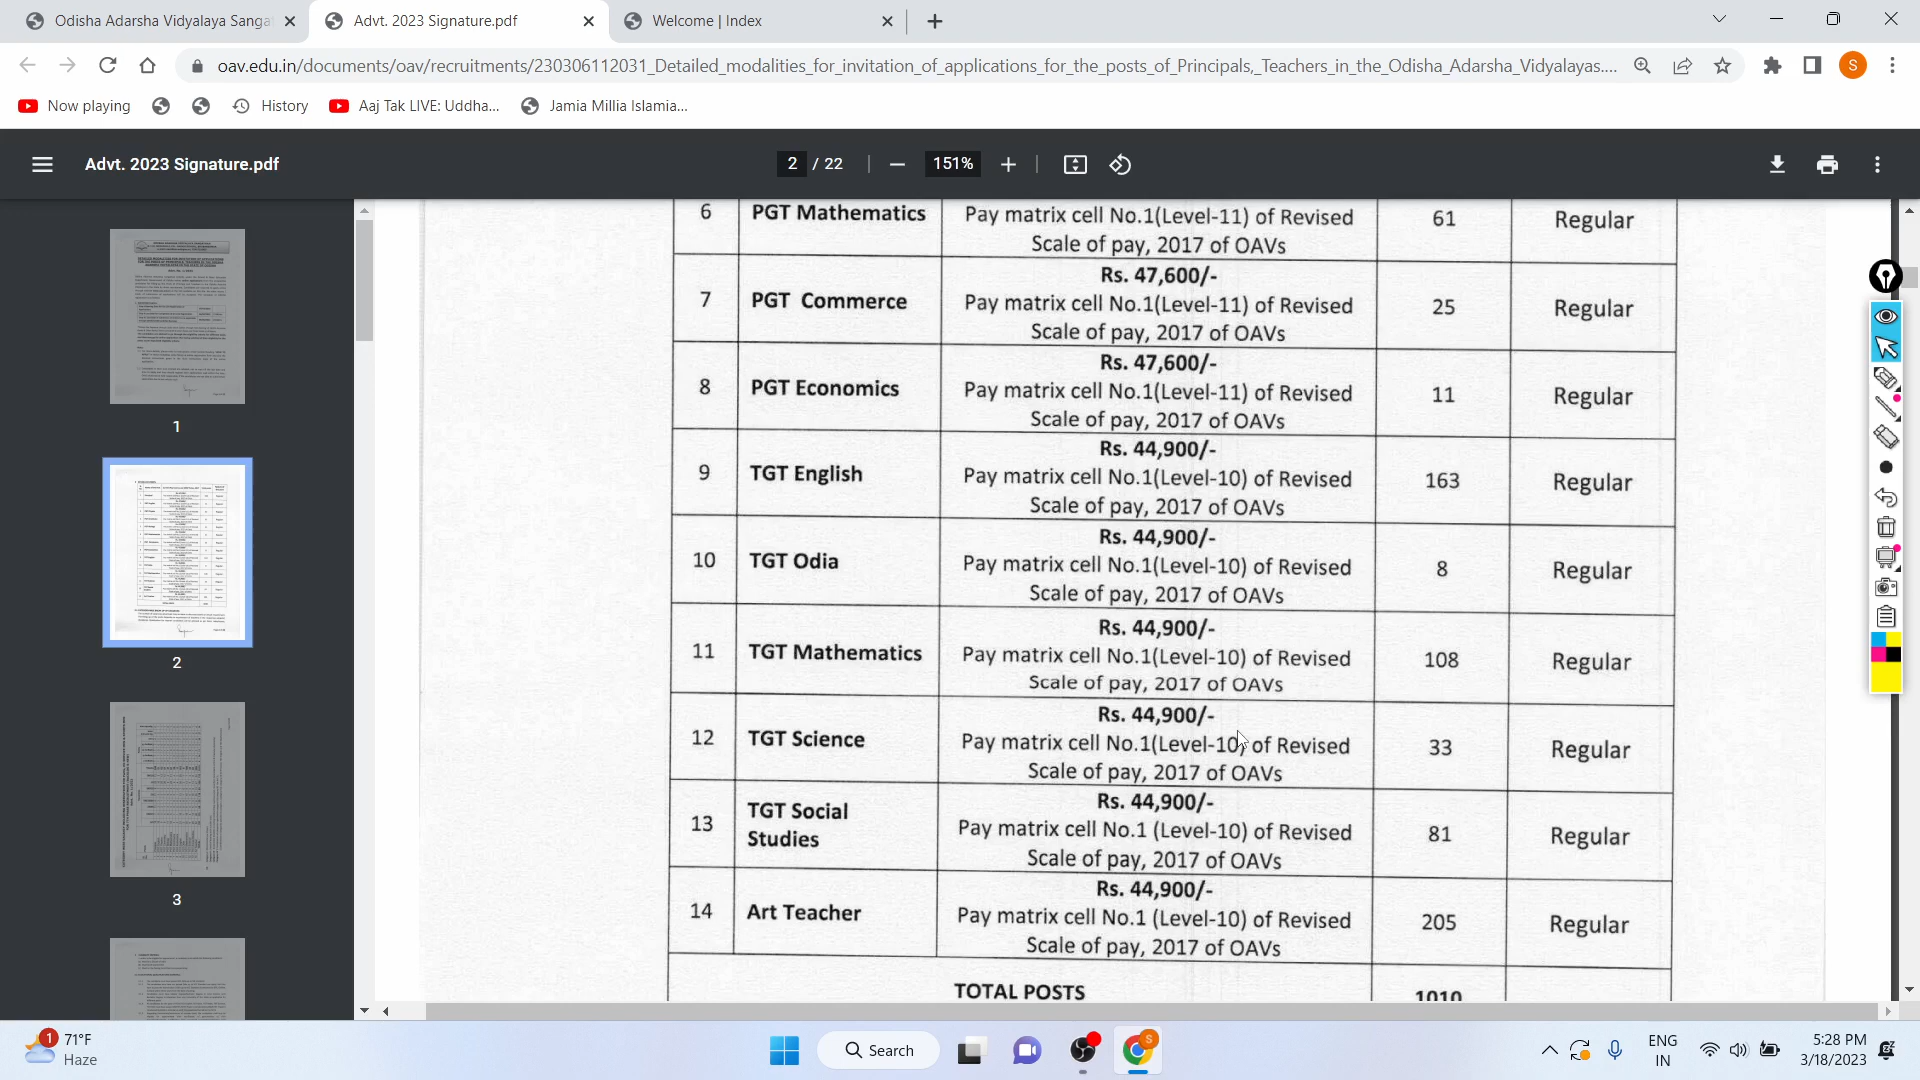 Odisha Adarsha Vidyalaya Sanga
Advt. 2023 Signature.pdf
Welcome | Index
oav.edu.in/documents/oav/recruitments/230306112031_Detailed_modalities_for_invitation_of_applications_for_the_posts_of_Principals,_Teachers_in_the_Odisha_Adarsha_Vidyalayas....
S
Now playing
History
Aaj Tak LIVE: Uddha...
Jamia Millia Islamia...
Advt. 2023 Signature.pdf
2 / 22
151%
1
2
3
6 PGT Mathematics Pay matrix cell No.1(Level-11) of Revised 61 Regular
Scale of pay, 2017 of OAVs
Rs. 47,600/-
7 PGT Commerce Pay matrix cell No.1(Level-11) of Revised 25 Regular
Scale of pay, 2017 of OAVs
Rs. 47,600/-
8 PGT Economics Pay matrix cell No.1(Level-11) of Revised 11 Regular
Scale of pay, 2017 of OAVs
Rs. 44,900/-
9 TGT English Pay matrix cell No.1(Level-10) of Revised 163 Regular
Scale of pay, 2017 of OAVs
Rs. 44,900/-
10 TGT Odia Pay matrix cell No.1(Level-10) of Revised 8 Regular
Scale of pay, 2017 of OAVs
Rs. 44,900/-
11 TGT Mathematics Pay matrix cell No.1(Level-10) of Revised 108 Regular
Scale of pay, 2017 of OAVs
Rs. 44,900/-
12 TGT Science Pay matrix cell No.1(Level-10) of Revised 33 Regular
Scale of pay, 2017 of OAVs
Rs. 44,900/-
13 TGT Social Studies Pay matrix cell No.1 (Level-10) of Revised 81 Regular
Scale of pay, 2017 of OAVs
Rs. 44,900/-
14 Art Teacher Pay matrix cell No.1 (Level-10) of Revised 205 Regular
Scale of pay, 2017 of OAVs
TOTAL POSTS 1010
1
71°F
Haze
Search
S
ENG
IN
5:28 PM
3/18/2023